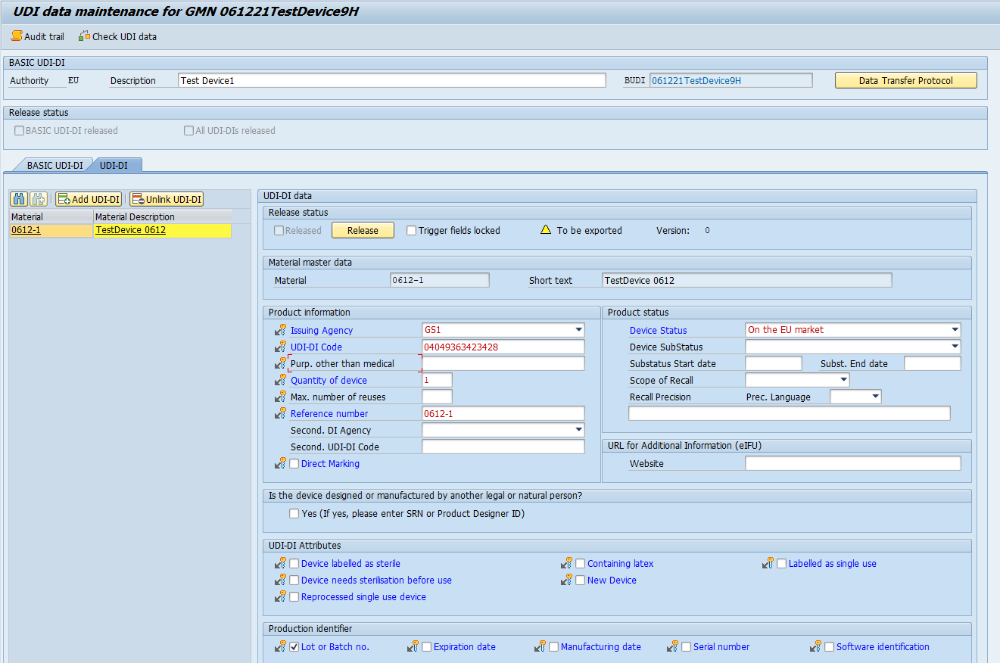 UDI data maintenance for GMN 061221TestDevice9H
Audit trail Check UDI data
BASIC UDI-DI
Authority EU Description Test Device1 BUDI 061221TestDevice9H Data Transfer Protocol
Release status
BASIC UDI-DI released All UDI-DIs released
BASIC UDI-DI UDI-DI
Add UDI-DI Unlink UDI-DI
Material Material Description
0612-1 TestDevice 0612
UDI-DI data
Release status
Released Release Trigger fields locked To be exported Version: 0
Material master data
Material 0612-1 Short text TestDevice 0612
Product information
Issuing Agency GS1
UDI-DI Code 04049363423428
Purp. other than medical
Quantity of device 1
Max. number of reuses
Reference number 0612-1
Second. DI Agency
Second. UDI-DI Code
Direct Marking
Product status
Device Status On the EU market
Device SubStatus
Substatus Start date Subst. End date
Scope of Recall
Recall Precision Prec. Language
URL for Additional Information (eIFU)
Website
Is the device designed or manufactured by another legal or natural person?
Yes (If yes, please enter SRN or Product Designer ID)
UDI-DI Attributes
Device labelled as sterile Containing latex Labelled as single use
Device needs sterilisation before use New Device
Reprocessed single use device
Production identifier
Lot or Batch no. Expiration date Manufacturing date Serial number Software identification